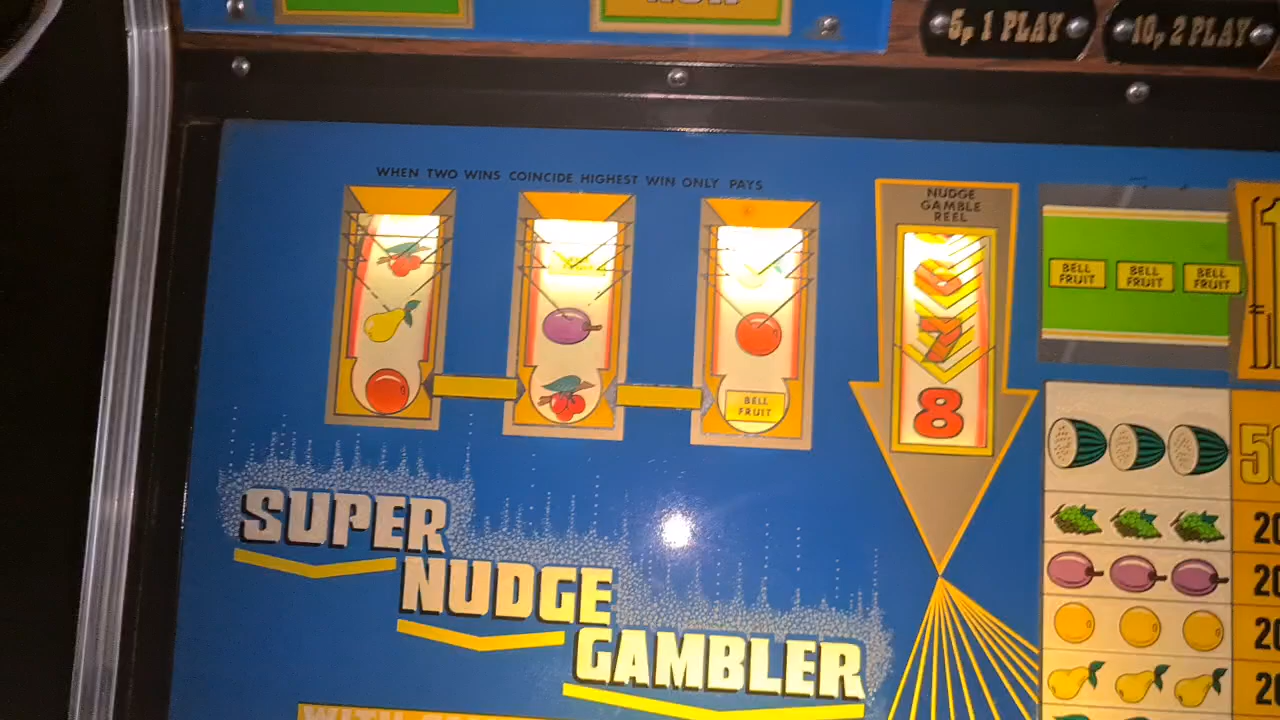 5p 1 PLAY
10p 2 PLAY
WHEN TWO WINS COINCIDE HIGHEST WIN ONLY PAYS
NUDGE
GAMBLE
REEL
7
8
BELL
FRUIT
BELL
FRUIT
BELL
FRUIT
BELL
FRUIT
SUPER
NUDGE
GAMBLER